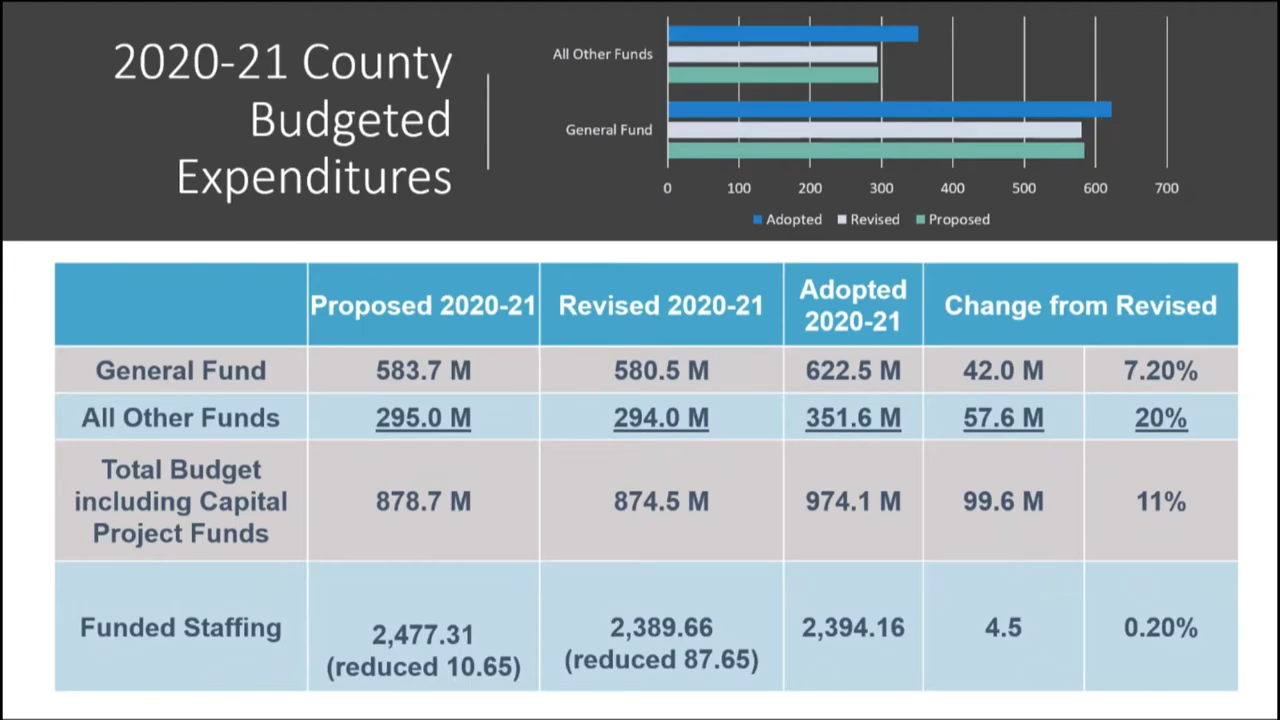 2020-21 County
Budgeted
Expenditures
All Other Funds
General Fund
0 100 200 300 400 500 600 700
Adopted Revised Proposed
Proposed 2020-21 Revised 2020-21 Adopted 2020-21 Change from Revised
General Fund 583.7 M 580.5 M 622.5 M 42.0 M 7.20%
All Other Funds 295.0 M 294.0 M 351.6 M 57.6 M 20%
Total Budget
including Capital 878.7 M 874.5 M 974.1 M 99.6 M 11%
Project Funds
Funded Staffing 2,477.31 2,389.66 2,394.16 4.5 0.20%
(reduced 10.65) (reduced 87.65)